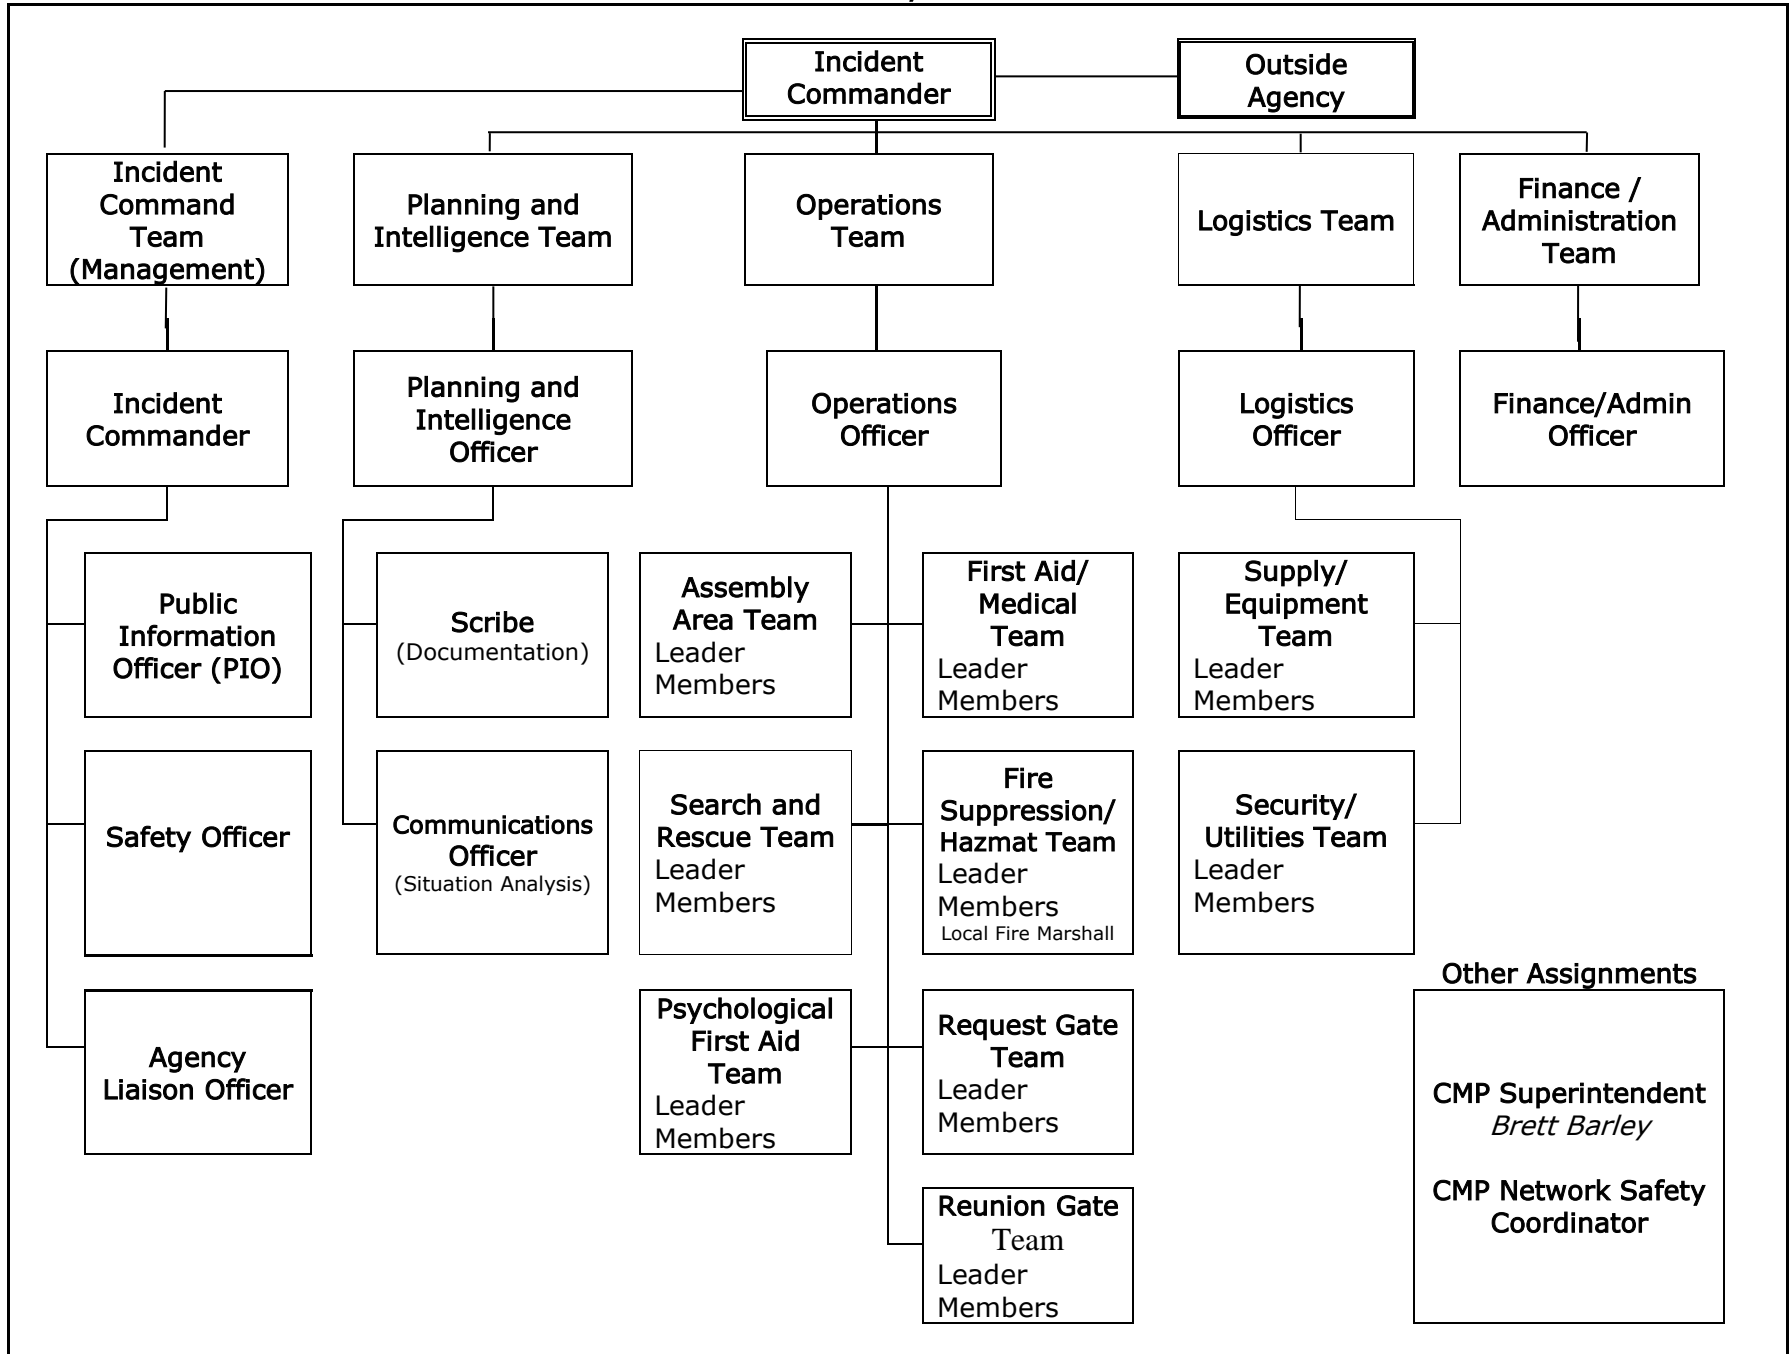 Incident
Commander
Outside
Agency
Incident
Command
Team
(Management)
Planning and
Intelligence Team
Operations
Team
Logistics Team
Finance /
Administration
Team
Incident
Commander
Planning and
Intelligence
Officer
Operations
Officer
Logistics
Officer
Finance/Admin
Officer
Public
Information
Officer (PIO)
Scribe
(Documentation)
Assembly
Area Team
Leader
Members
First Aid/
Medical
Team
Leader
Members
Supply/
Equipment
Team
Leader
Members
Safety Officer
Communications
Officer
(Situation Analysis)
Search and
Rescue Team
Leader
Members
Fire
Suppression/
Hazmat Team
Leader
Members
Local Fire Marshall
Security/
Utilities Team
Leader
Members
Agency
Liaison Officer
Psychological
First Aid
Team
Leader
Members
Request Gate
Team
Leader
Members
Reunion Gate
Team
Leader
Members
Other Assignments
CMP Superintendent
Brett Barley
CMP Network Safety
Coordinator